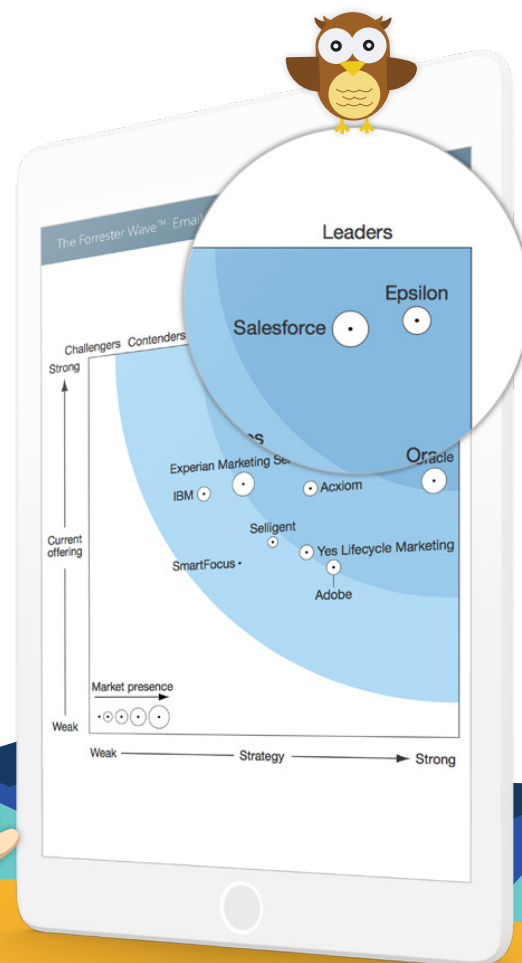 The Forrester Wave™: Email
Leaders
Epsilon
Salesforce
Challengers Contenders
Strong
es
Experian Marketing Se
Oracle
IBM
Acxiom
Selligent
Current
offering
Yes Lifecycle Marketing
SmartFocus
Adobe
Market presence
Weak
Weak
Strategy
Strong